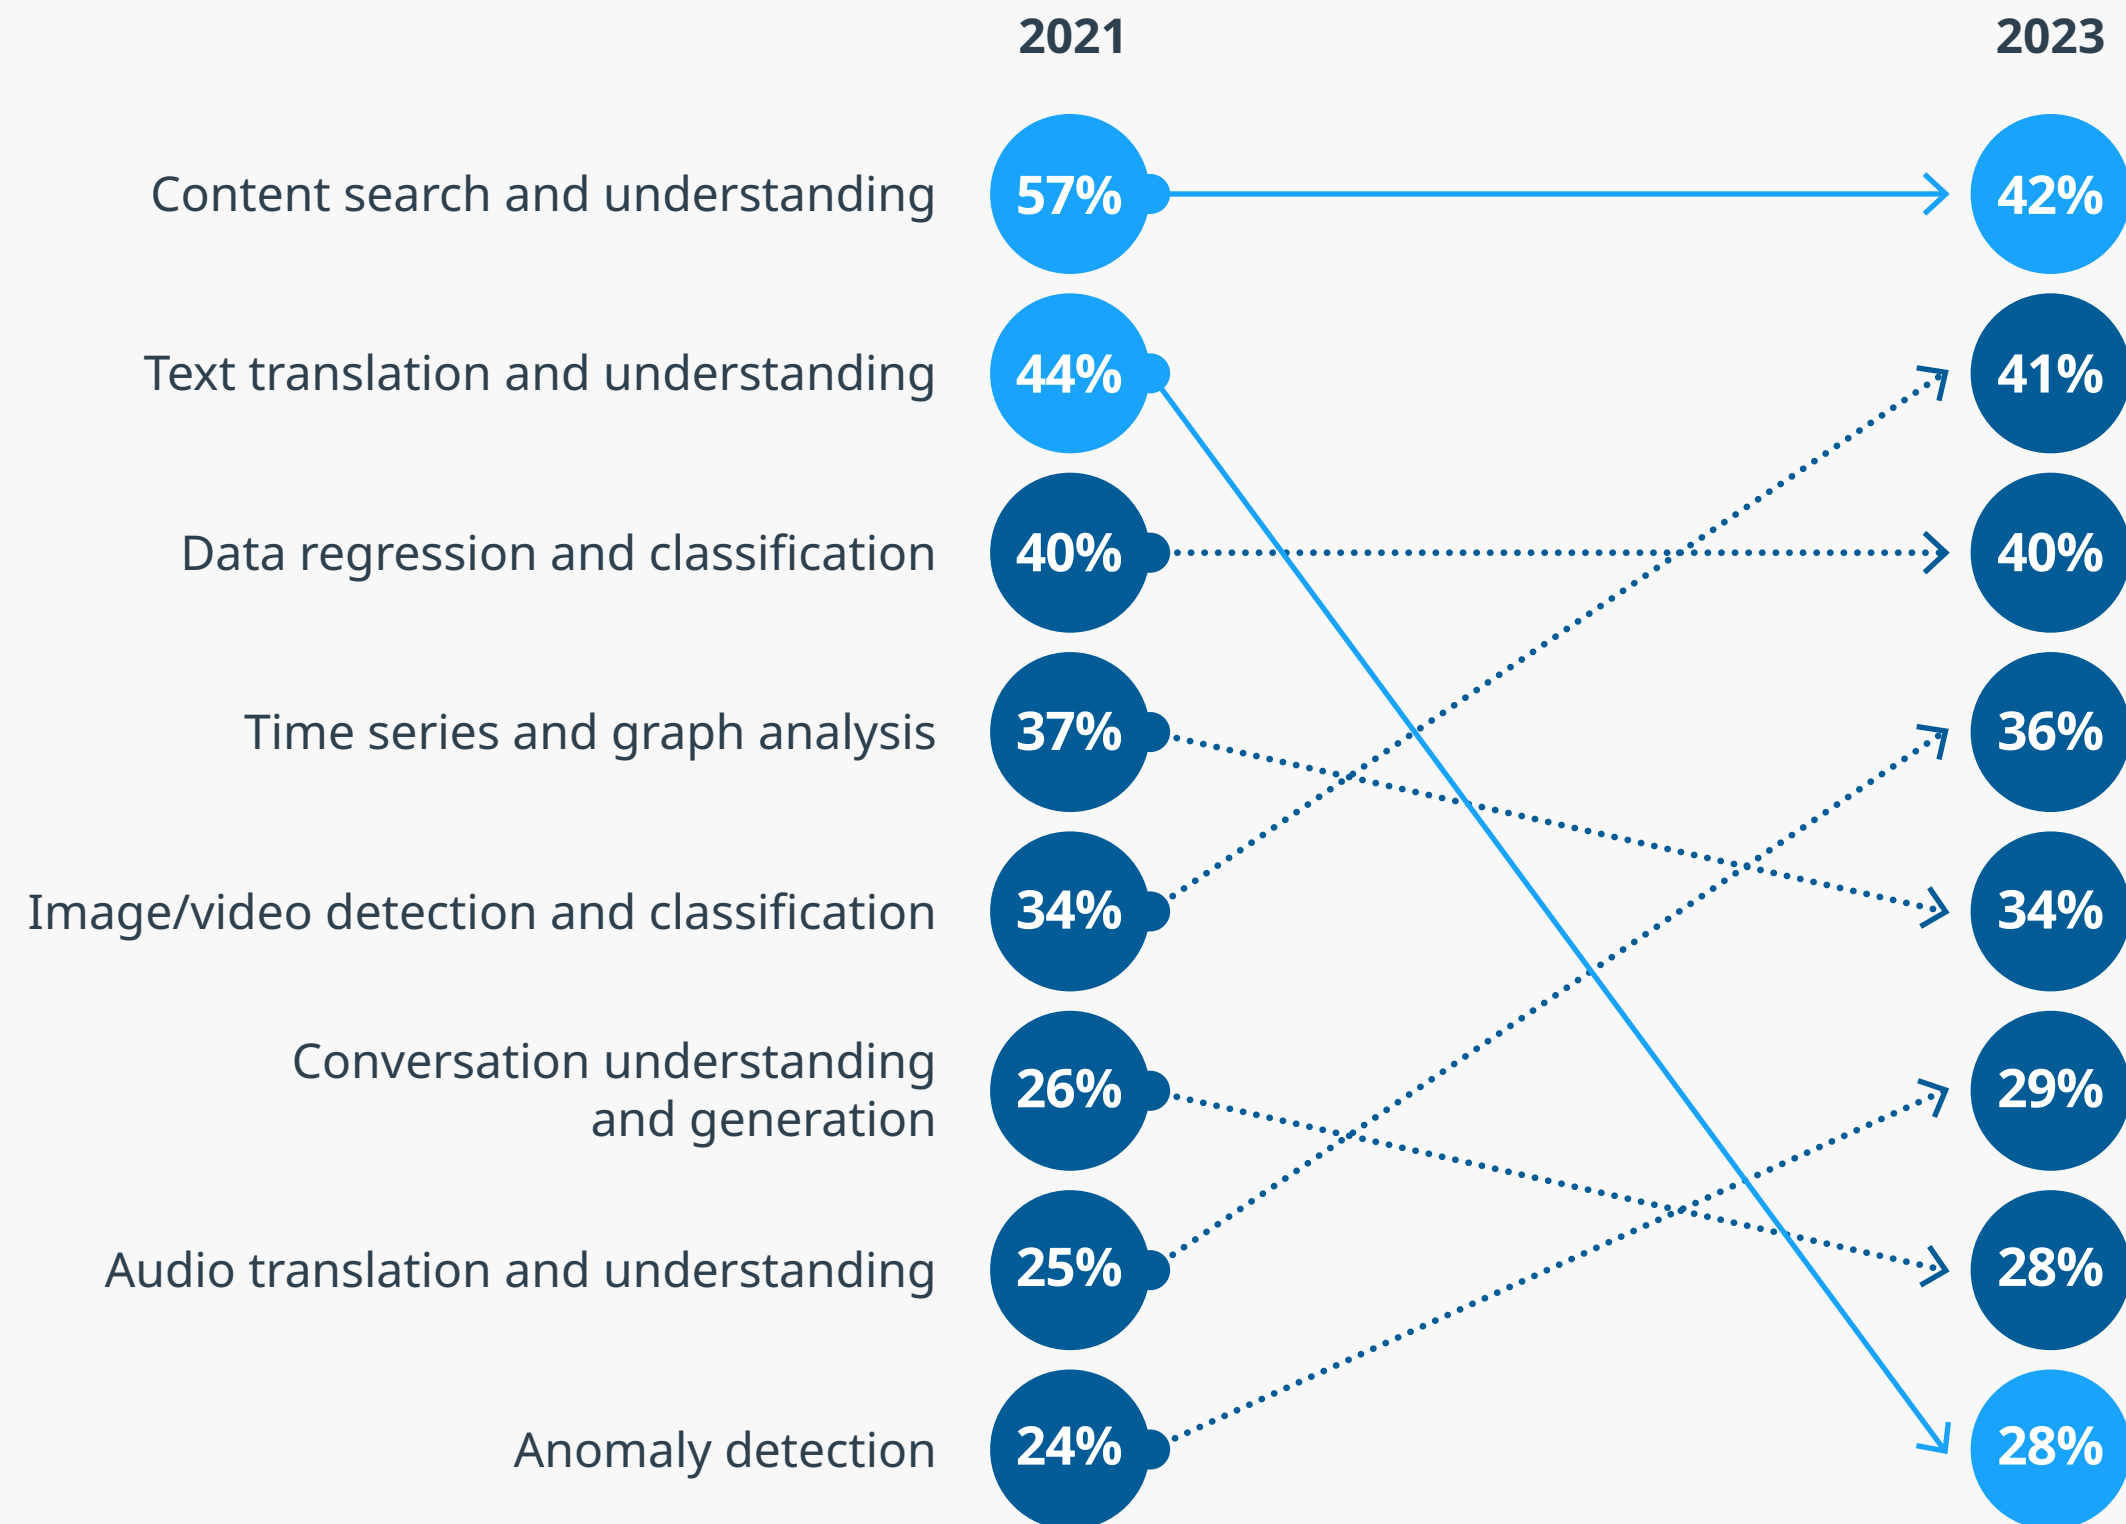 2021 2023
Content search and understanding 57% 42%
Text translation and understanding 44% 41%
Data regression and classification 40% 40%
Time series and graph analysis 37% 36%
Image/video detection and classification 34% 34%
Conversation understanding
and generation 26% 29%
Audio translation and understanding 25% 28%
Anomaly detection 24% 28%